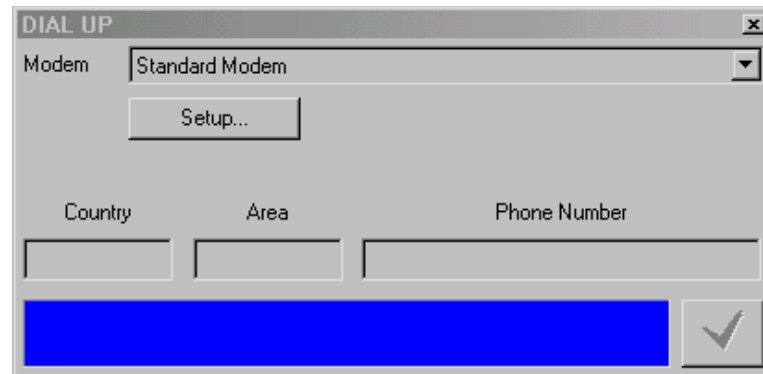 DIAL UP
Modem Standard Modem
Setup...
Country Area Phone Number